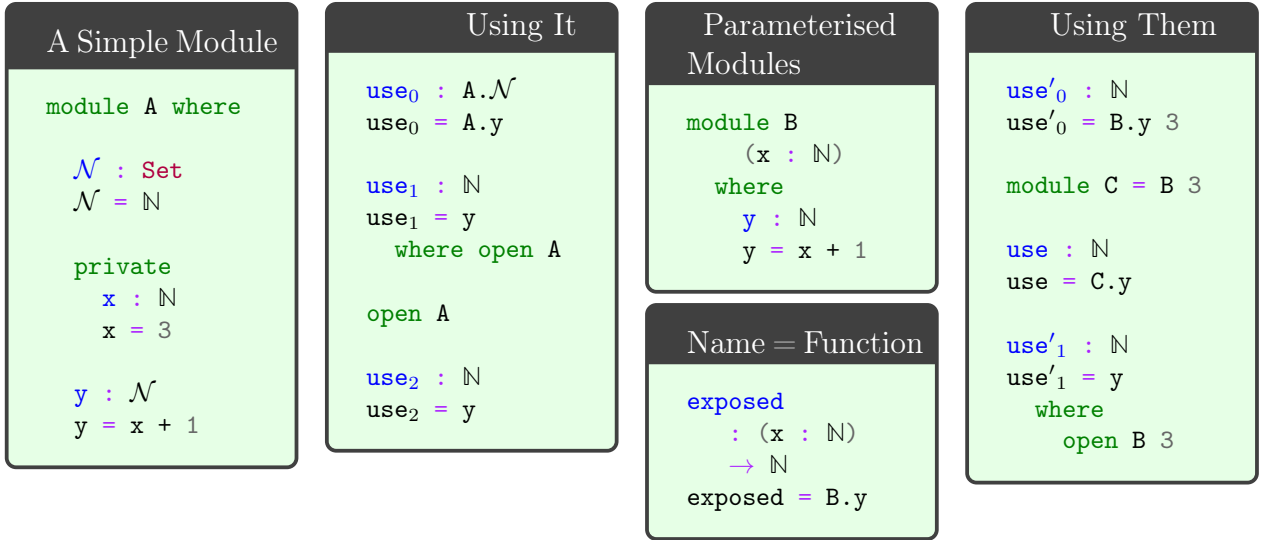 A Simple Module
module A where
𝒩 : Set
𝒩 = ℕ
private
x : ℕ
x = 3
y : 𝒩
y = x + 1
Using It
use₀ : A.𝒩
use₀ = A.y
use₁ : ℕ
use₁ = y
where open A
open A
use₂ : ℕ
use₂ = y
Parameterised
Modules
module B
(x : ℕ)
where
y : ℕ
y = x + 1
Name = Function
exposed
: (x : ℕ)
→ ℕ
exposed = B.y
Using Them
use′₀ : ℕ
use′₀ = B.y 3
module C = B 3
use : ℕ
use = C.y
use′₁ : ℕ
use′₁ = y
where
open B 3